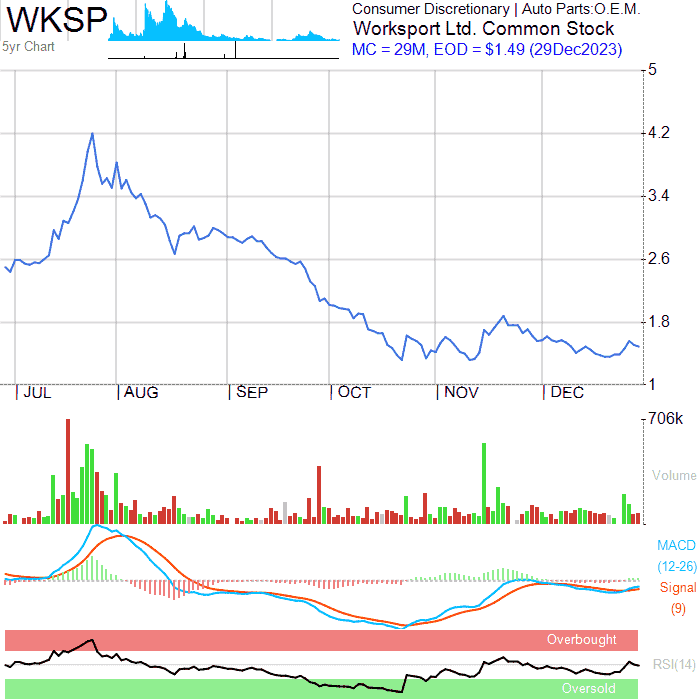 WKSP
5yr Chart
Consumer Discretionary | Auto Parts:O.E.M.
Worksport Ltd. Common Stock
MC = 29M, EOD = $1.49 (29Dec2023)
5
4.2
3.4
2.6
1.8
1
JUL
AUG
SEP
OCT
NOV
DEC
706k
Volume
MACD
(12-26)
Signal
(9)
Overbought
RSI(14)
Oversold